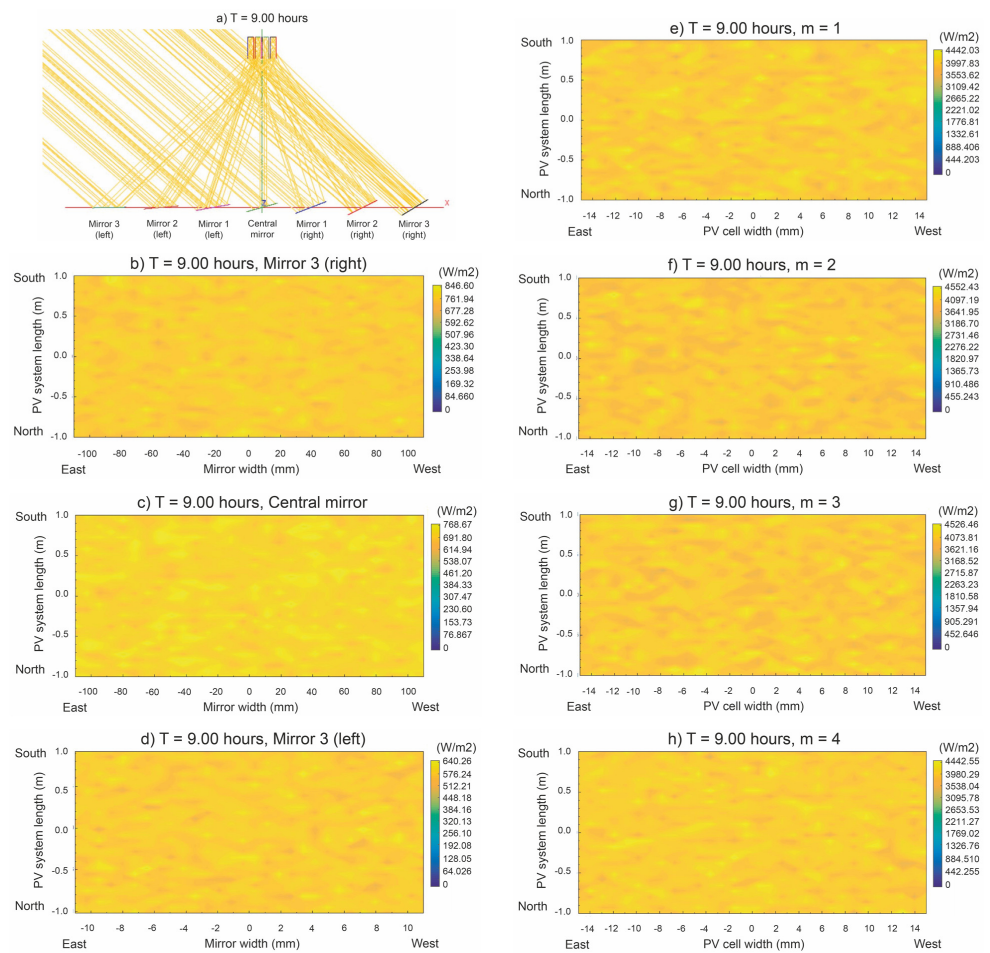 a) T = 9.00 hours
Z
X
Mirror 3 (left)
Mirror 2 (left)
Mirror 1 (left)
Central mirror
Mirror 1 (right)
Mirror 2 (right)
Mirror 3 (right)
b) T = 9.00 hours, Mirror 3 (right)
(W/m2)
South
North
PV system length (m)
1.0
0.5
0.0
-0.5
-1.0
-100 -80 -60 -40 -20 0 20 40 60 80 100
East Mirror width (mm) West
846.60
761.94
677.28
592.62
507.96
423.30
338.64
253.98
169.32
84.660
0
c) T = 9.00 hours, Central mirror
(W/m2)
South
North
PV system length (m)
1.0
0.5
0.0
-0.5
-1.0
-100 -80 -60 -40 -20 0 20 40 60 80 100
East Mirror width (mm) West
768.67
691.80
614.94
538.07
461.20
384.33
307.47
230.60
153.73
76.867
0
d) T = 9.00 hours, Mirror 3 (left)
(W/m2)
South
North
PV system length (m)
1.0
0.5
0.0
-0.5
-1.0
-10 -8 -6 -4 -2 0 2 4 6 8 10
East Mirror width (mm) West
640.26
576.24
512.21
448.18
384.16
320.13
256.10
192.08
128.05
64.026
0
e) T = 9.00 hours, m = 1
(W/m2)
South
North
PV system length (m)
1.0
0.5
0.0
-0.5
-1.0
-14 -12 -10 -8 -6 -4 -2 0 2 4 6 8 10 12 14
East PV cell width (mm) West
4442.03
3997.83
3553.62
3109.42
2665.22
2221.02
1776.81
1332.61
888.406
444.203
0
f) T = 9.00 hours, m = 2
(W/m2)
South
North
PV system length (m)
1.0
0.5
0.0
-0.5
-1.0
-14 -12 -10 -8 -6 -4 -2 0 2 4 6 8 10 12 14
East PV cell width (mm) West
4552.43
4097.19
3641.95
3186.70
2731.46
2276.22
1820.97
1365.73
910.486
455.243
0
g) T = 9.00 hours, m = 3
(W/m2)
South
North
PV system length (m)
1.0
0.5
0.0
-0.5
-1.0
-14 -12 -10 -8 -6 -4 -2 0 2 4 6 8 10 12 14
East PV cell width (mm) West
4526.46
4073.81
3621.16
3168.52
2715.87
2263.23
1810.58
1357.94
905.291
452.646
0
h) T = 9.00 hours, m = 4
(W/m2)
South
North
PV system length (m)
1.0
0.5
0.0
-0.5
-1.0
-14 -12 -10 -8 -6 -4 -2 0 2 4 6 8 10 12 14
East PV cell width (mm) West
4442.55
3980.29
3538.04
3095.78
2653.53
2211.27
1769.02
1326.76
884.510
442.255
0